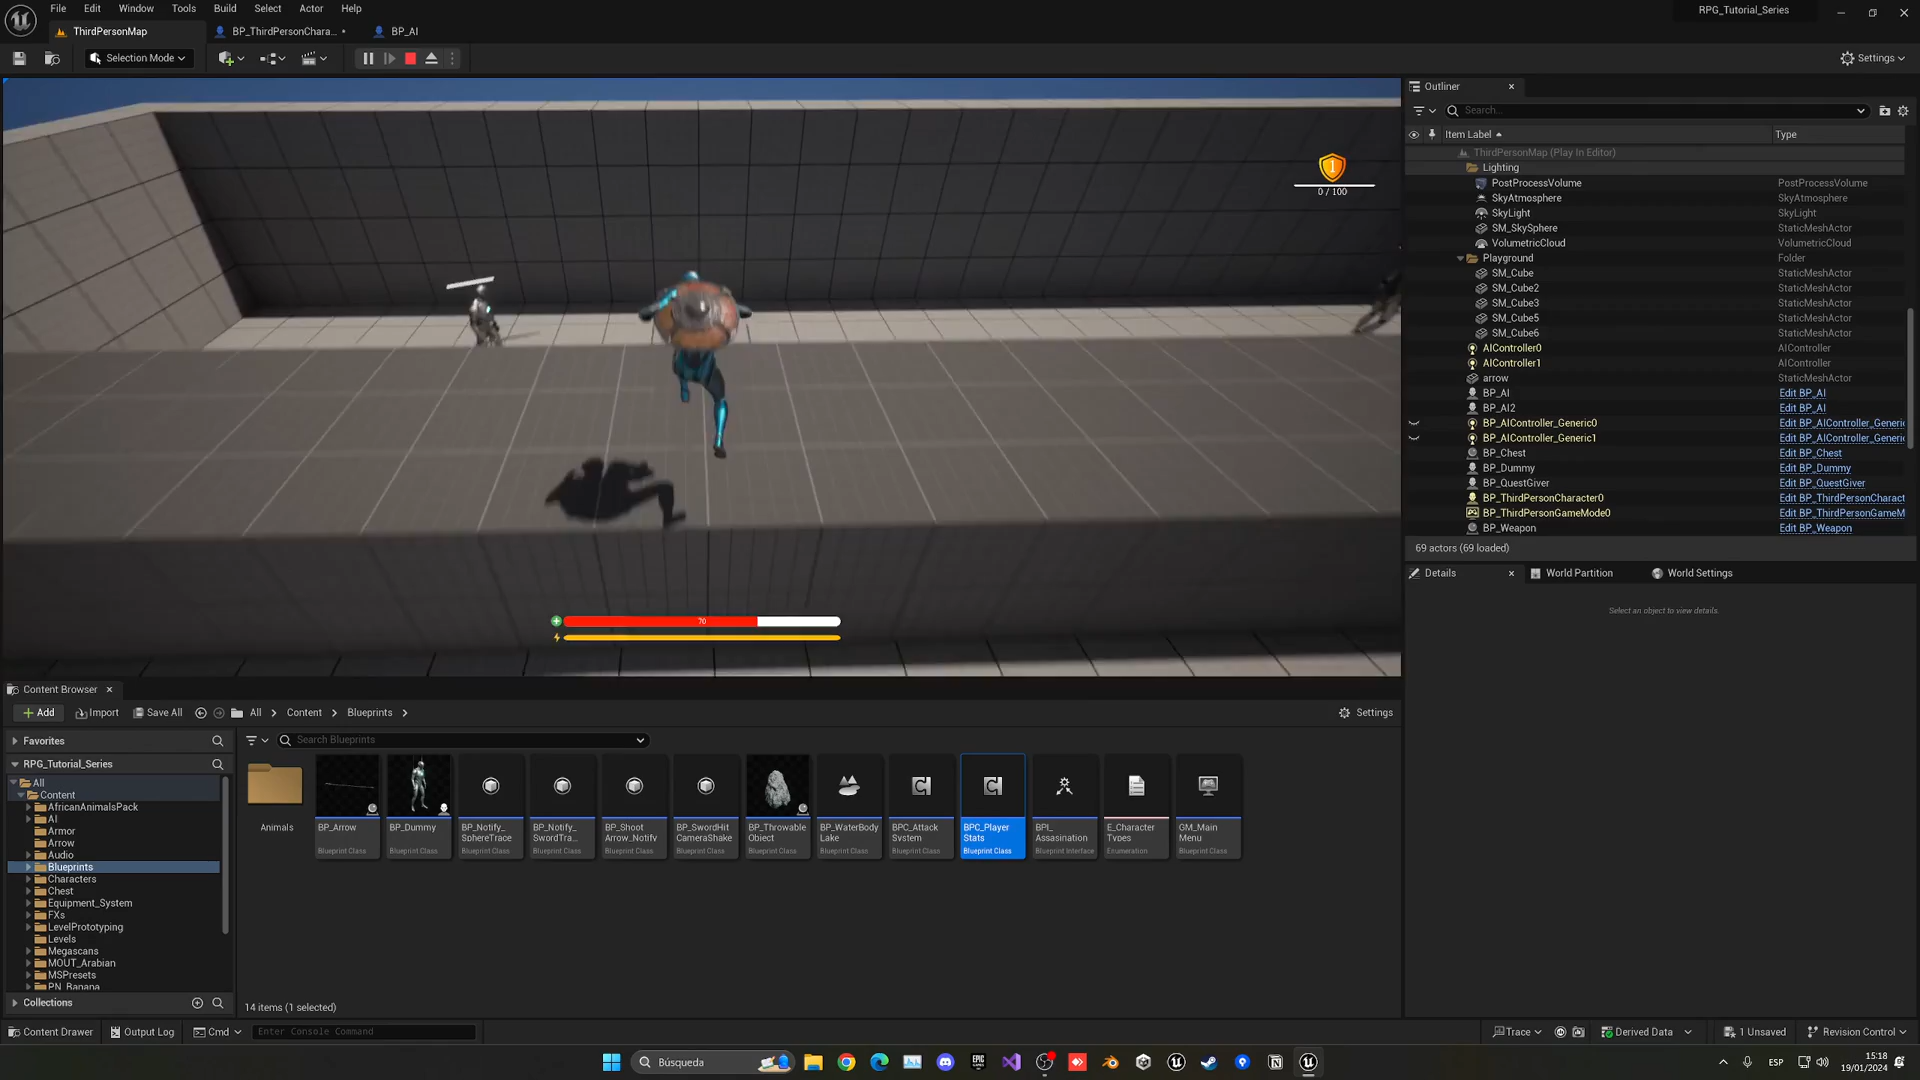 File Edit Window Tools Build Select Actor Help
RPG_Tutorial_Series
ThirdPersonMap
BP_ThirdPersonChara...
BP_AI
Selection Mode
Settings
1
0 / 100
70
Outliner
Search...
Item Label
Type
ThirdPersonMap (Play In Editor)
Lighting
PostProcessVolume PostProcessVolume
SkyAtmosphere SkyAtmosphere
SkyLight SkyLight
SM_SkySphere StaticMeshActor
VolumetricCloud VolumetricCloud
Playground Folder
SM_Cube StaticMeshActor
SM_Cube2 StaticMeshActor
SM_Cube3 StaticMeshActor
SM_Cube5 StaticMeshActor
SM_Cube6 StaticMeshActor
AIController0 AIController
AIController1 AIController
arrow StaticMeshActor
BP_AI Edit BP_AI
BP_AI2 Edit BP_AI
BP_AIController_Generic0 Edit BP_AIController_Generic
BP_AIController_Generic1 Edit BP_AIController_Generic
BP_Chest Edit BP_Chest
BP_Dummy Edit BP_Dummy
BP_QuestGiver Edit BP_QuestGiver
BP_ThirdPersonCharacter0 Edit BP_ThirdPersonCharact
BP_ThirdPersonGameMode0 Edit BP_ThirdPersonGameM
BP_Weapon Edit BP_Weapon
69 actors (69 loaded)
Details
World Partition
World Settings
Select an object to view details.
Content Browser
Add
Import
Save All
All
Content
Blueprints
Settings
Favorites
Search Blueprints
RPG_Tutorial_Series
All
Content
AfricanAnimalsPack
AI
Armor
Arrow
Audio
Blueprints
Characters
Chest
Equipment_System
FXs
LevelPrototyping
Levels
Megascans
MOUT_Arabian
MSPresets
PN_Banana
Collections
Animals
BP_Arrow
Blueprint Class
BP_Dummy
Blueprint Class
BP_Notify_
SphereTrace
Blueprint Class
BP_Notify_
SwordTra...
Blueprint Class
BP_Shoot
Arrow_Notify
Blueprint Class
BP_SwordHit
CameraShake
Blueprint Class
BP_Throwable
Object
Blueprint Class
BP_WaterBody
Lake
Blueprint Class
BPC_Attack
System
Blueprint Class
BPC_Player
Stats
Blueprint Class
BPI_
Assasination
Blueprint Interface
E_Character
Types
Enumeration
GM_Main
Menu
Blueprint Class
14 items (1 selected)
Content Drawer
Output Log
Cmd
Enter Console Command
Trace
Derived Data
1 Unsaved
Revision Control
Búsqueda
ESP
15:18
19/01/2024